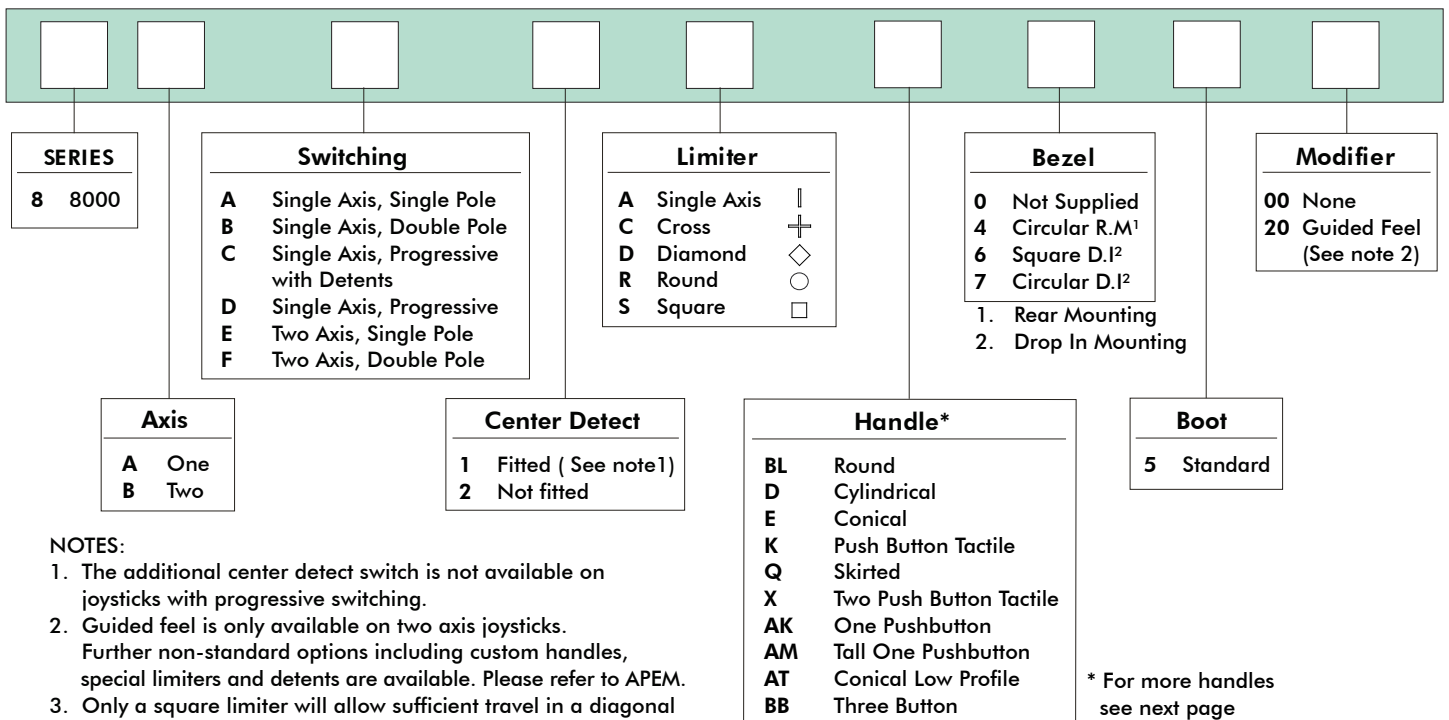 SERIES
8 8000
Switching
A Single Axis, Single Pole
B Single Axis, Double Pole
C Single Axis, Progressive
with Detents
D Single Axis, Progressive
E Two Axis, Single Pole
F Two Axis, Double Pole
Limiter
A Single Axis
C Cross
D Diamond
R Round
S Square
Bezel
0 Not Supplied
4 Circular R.M¹
6 Square D.I²
7 Circular D.I²
1. Rear Mounting
2. Drop In Mounting
Modifier
00 None
20 Guided Feel
(See note 2)
Axis
A One
B Two
Center Detect
1 Fitted ( See note1)
2 Not fitted
Handle*
BL Round
D Cylindrical
E Conical
K Push Button Tactile
Q Skirted
X Two Push Button Tactile
AK One Pushbutton
AM Tall One Pushbutton
AT Conical Low Profile
BB Three Button
Boot
5 Standard
* For more handles
see next page
NOTES:
1. The additional center detect switch is not available on
joysticks with progressive switching.
2. Guided feel is only available on two axis joysticks.
Further non-standard options including custom handles,
special limiters and detents are available. Please refer to APEM.
3. Only a square limiter will allow sufficient travel in a diagonal